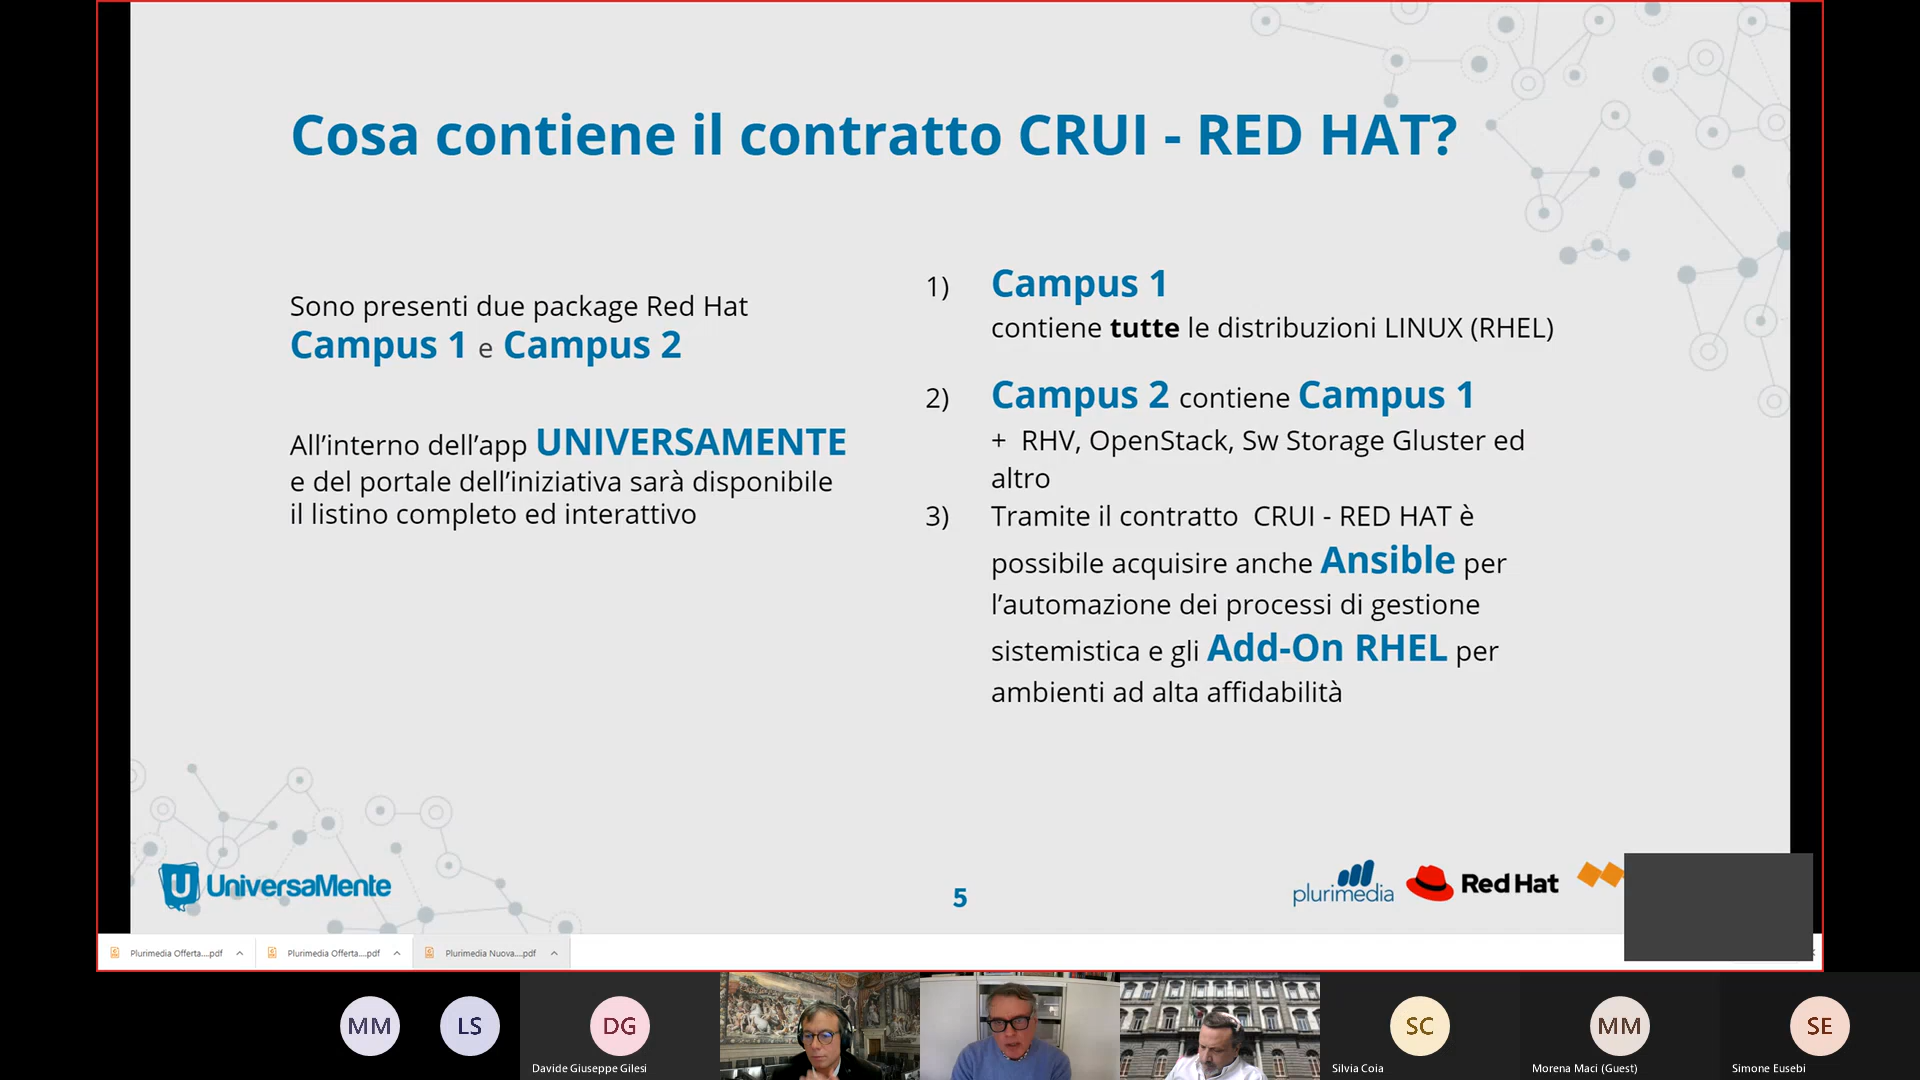 Cosa contiene il contratto CRUI - RED HAT?
Sono presenti due package Red Hat
Campus 1 e Campus 2
All’interno dell’app UNIVERSAMENTE
e del portale dell’iniziativa sarà disponibile
il listino completo ed interattivo
1) Campus 1
contiene tutte le distribuzioni LINUX (RHEL)
2) Campus 2 contiene Campus 1
+ RHV, OpenStack, Sw Storage Gluster ed
altro
3) Tramite il contratto CRUI - RED HAT è
possibile acquisire anche Ansible per
l’automazione dei processi di gestione
sistemistica e gli Add-On RHEL per
ambienti ad alta affidabilità
U UniversaMente
5
plurimedia
Red Hat
Plurimedia Offerta....pdf
Plurimedia Offerta....pdf
Plurimedia Nuova....pdf
MM
LS
DG
Davide Giuseppe Gilesi
SC
Silvia Coia
MM
Morena Maci (Guest)
SE
Simone Eusebi